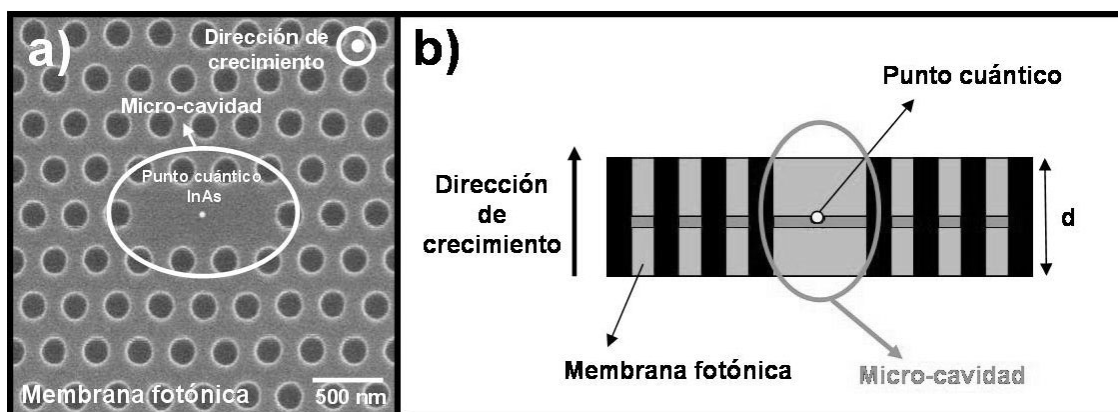 a)
Dirección de
crecimiento
Micro-cavidad
Punto cuántico
InAs
Membrana fotónica
500 nm
b)
Punto cuántico
Dirección
de
crecimiento
d
Membrana fotónica
Micro-cavidad